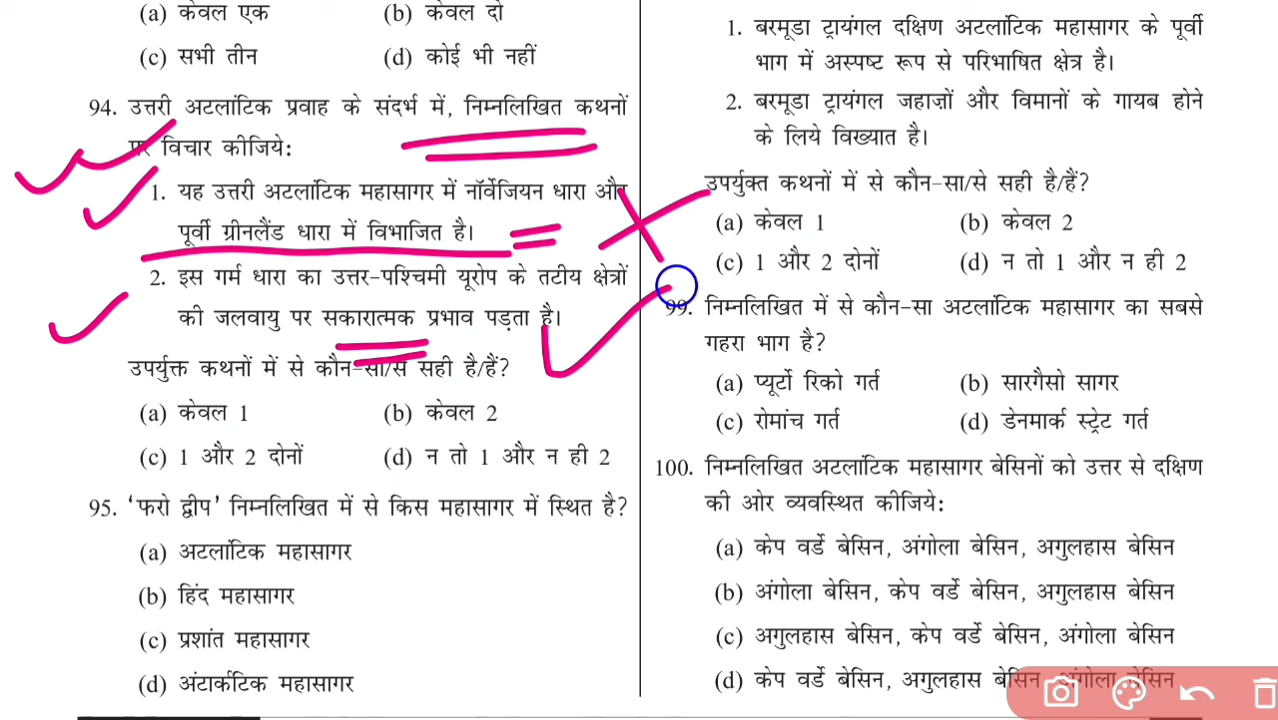 (a) केवल एक (b) केवल दो
(c) सभी तीन (d) कोई भी नहीं
94. उत्तरी अटलांटिक प्रवाह के संदर्भ में, निम्नलिखित कथनों
पर विचार कीजिये:
1. यह उत्तरी अटलांटिक महासागर में नॉर्वेजियन धारा और
पूर्वी ग्रीनलैंड धारा में विभाजित है।
2. इस गर्म धारा का उत्तर-पश्चिमी यूरोप के तटीय क्षेत्रों
की जलवायु पर सकारात्मक प्रभाव पड़ता है।
उपर्युक्त कथनों में से कौन-सा/से सही है/हैं?
(a) केवल 1 (b) केवल 2
(c) 1 और 2 दोनों (d) न तो 1 और न ही 2
95. ‘फरो द्वीप’ निम्नलिखित में से किस महासागर में स्थित है?
(a) अटलांटिक महासागर
(b) हिंद महासागर
(c) प्रशांत महासागर
(d) अंटार्कटिक महासागर
1. बरमूडा ट्रायंगल दक्षिण अटलांटिक महासागर के पूर्वी
भाग में अस्पष्ट रूप से परिभाषित क्षेत्र है।
2. बरमूडा ट्रायंगल जहाज़ों और विमानों के गायब होने
के लिये विख्यात है।
उपर्युक्त कथनों में से कौन-सा/से सही है/हैं?
(a) केवल 1 (b) केवल 2
(c) 1 और 2 दोनों (d) न तो 1 और न ही 2
99. निम्नलिखित में से कौन-सा अटलांटिक महासागर का सबसे
गहरा भाग है?
(a) प्यूर्टो रिको गर्त (b) सारगैसो सागर
(c) रोमांच गर्त (d) डेनमार्क स्ट्रेट गर्त
100. निम्नलिखित अटलांटिक महासागर बेसिनों को उत्तर से दक्षिण
की ओर व्यवस्थित कीजिये:
(a) केप वर्डे बेसिन, अंगोला बेसिन, अगुलहास बेसिन
(b) अंगोला बेसिन, केप वर्डे बेसिन, अगुलहास बेसिन
(c) अगुलहास बेसिन, केप वर्डे बेसिन, अंगोला बेसिन
(d) केप वर्डे बेसिन, अगुलहास बेसिन, अंगोला बेसिन